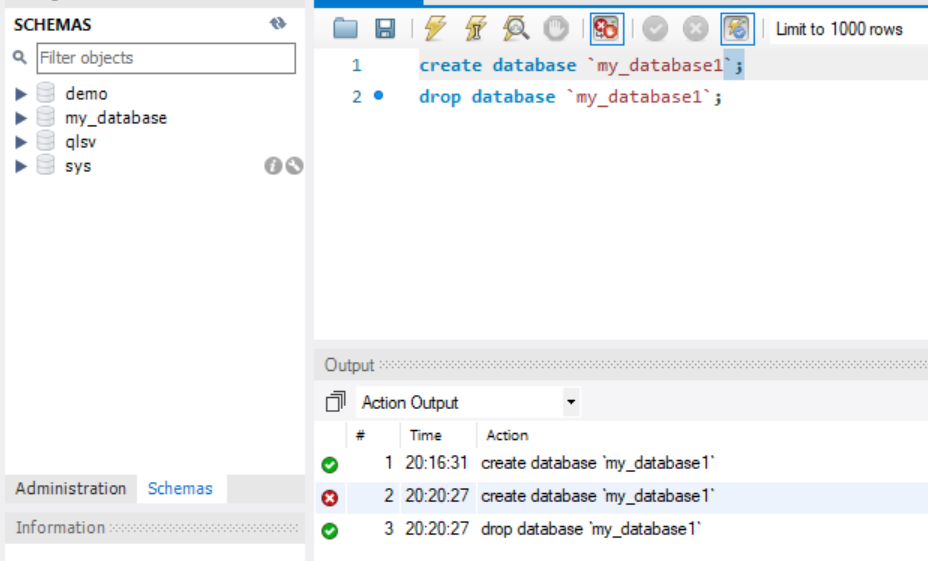 SCHEMAS
Filter objects
demo
my_database
qlsv
sys
Administration Schemas
Information
Limit to 1000 rows
1 create database `my_database1`;
2 drop database `my_database1`;
Output
Action Output
# Time Action
1 20:16:31 create database `my_database1`
2 20:20:27 create database `my_database1`
3 20:20:27 drop database `my_database1`